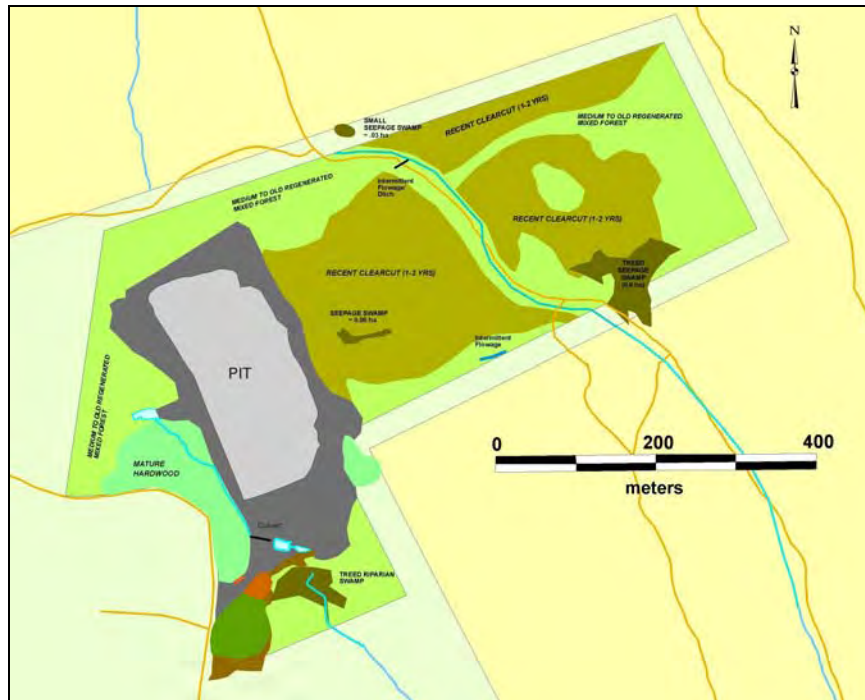 N
SMALL
SEEPAGE SWAMP
~ .03 ha
RECENT CLEARCUT (1-2 YRS)
MEDIUM TO OLD REGENERATED
MIXED FOREST
MEDIUM TO OLD REGENERATED
MIXED FOREST
Intermittent
Flowage/
Ditch
RECENT CLEARCUT (1-2 YRS)
RECENT CLEARCUT (1-2 YRS)
TREED
SEEPAGE
SWAMP
SEEPAGE SWAMP
Intermittent
Flowage
PIT
MEDIUM TO OLD REGENERATED
MIXED FOREST
MATURE
HARDWOOD
0 200 400
meters
Culvert
TREED RIPARIAN
SWAMP